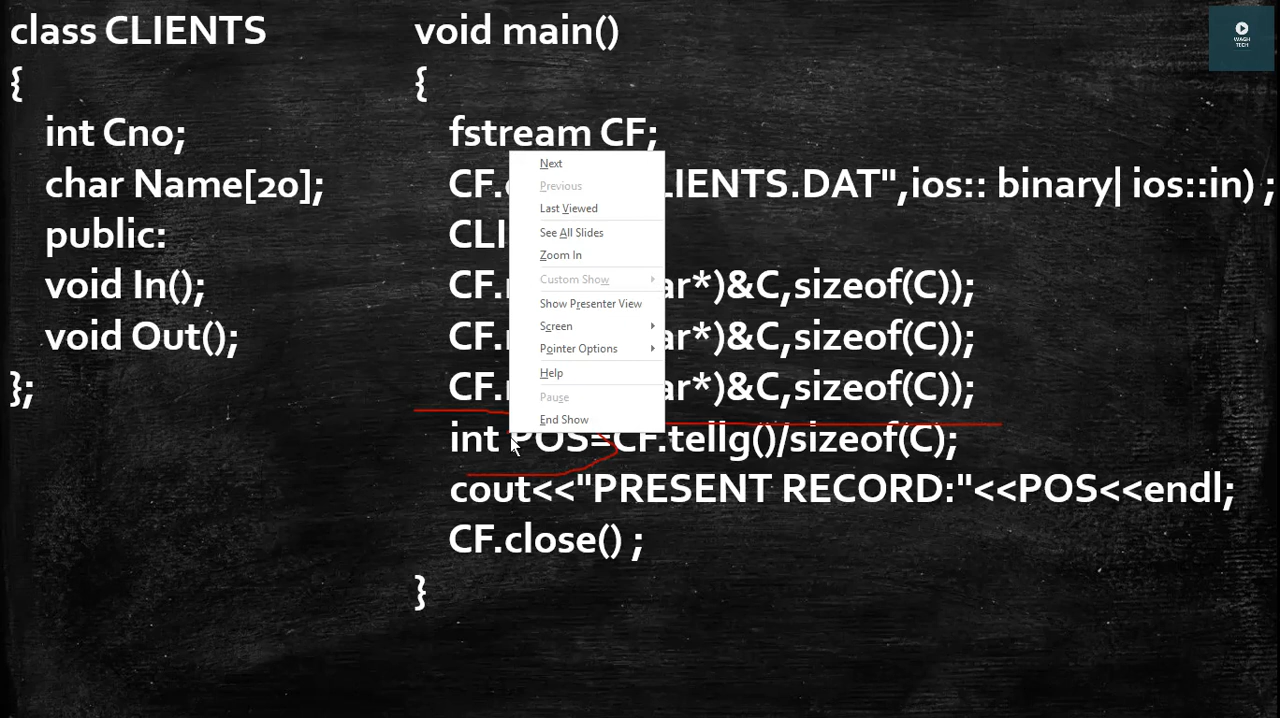 class CLIENTS
{
int Cno;
char Name[20];
public:
void In();
void Out();
};
void main()
{
fstream CF;
CF. LIENTS.DAT",ios:: binary| ios::in) ;
CLI
CF. ar*)&C,sizeof(C));
CF. ar*)&C,sizeof(C));
CF. ar*)&C,sizeof(C));
int POS=CF.tellg()/sizeof(C);
cout<<"PRESENT RECORD:"<<POS<<endl;
CF.close() ;
}
Next
Previous
Last Viewed
See All Slides
Zoom In
Custom Show
Show Presenter View
Screen
Pointer Options
Help
Pause
End Show
WAGH
TECH